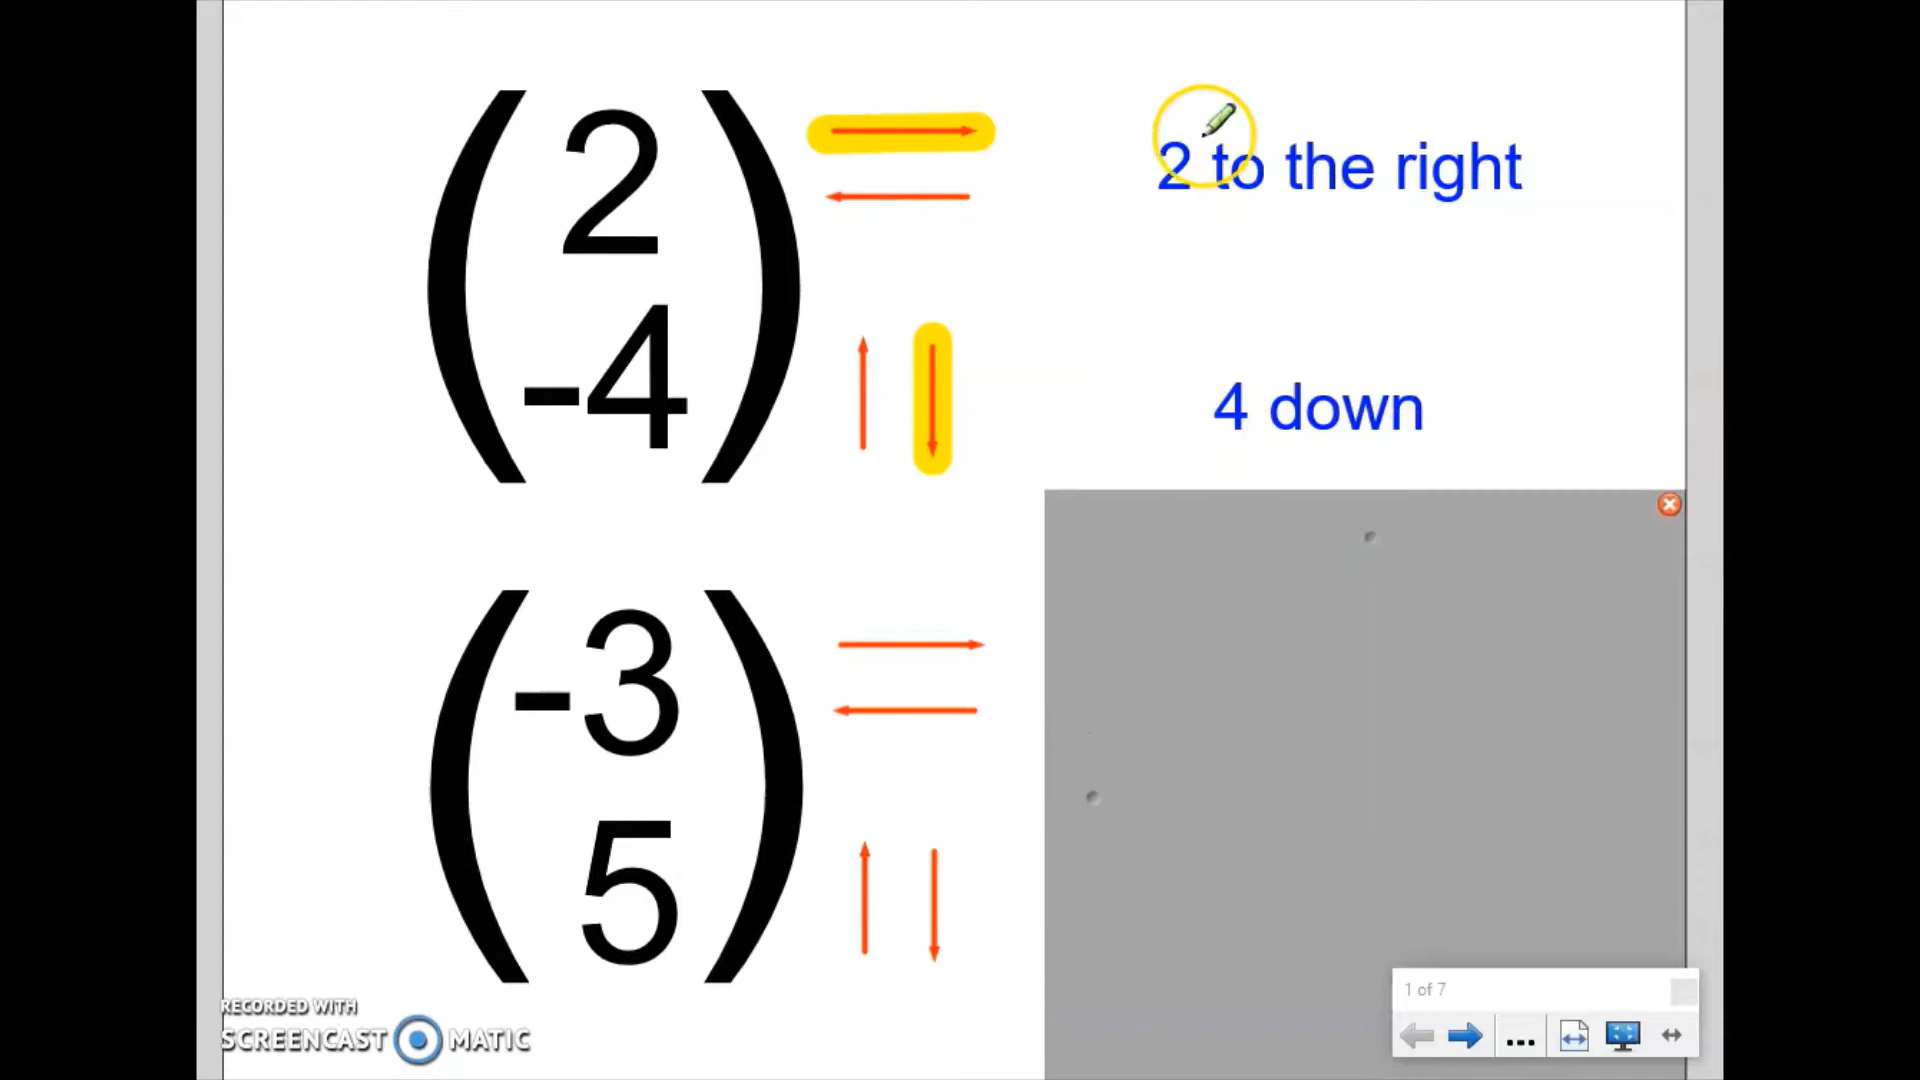 2
-4
2 to the right
4 down
-3
5
1 of 7
...
RECORDED WITH
SCREENCAST MATIC